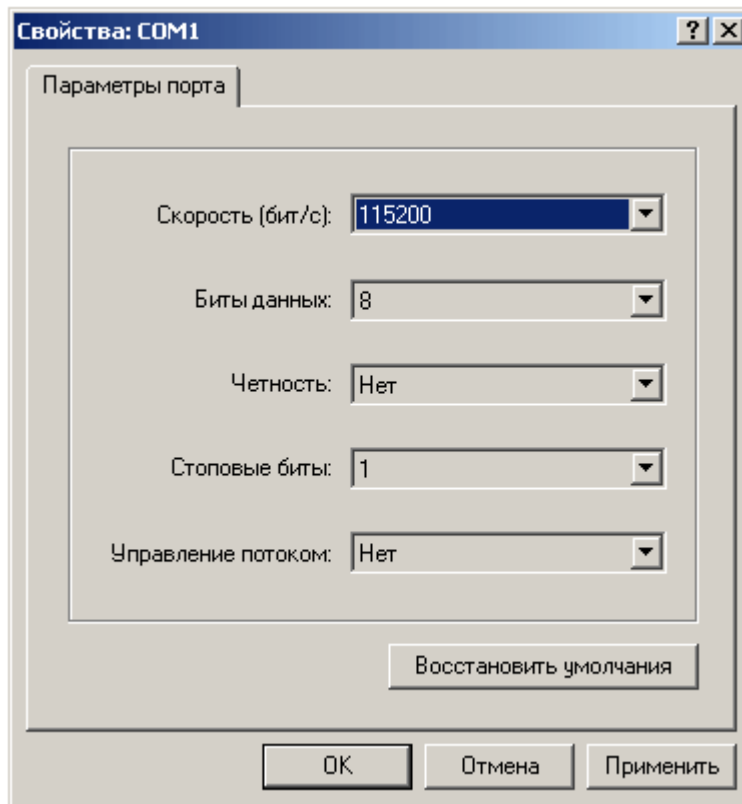 Свойства: COM1
Параметры порта
Скорость (бит/с): 115200
Биты данных: 8
Четность: Нет
Стоповые биты: 1
Управление потоком: Нет
Восстановить умолчания
OK Отмена Применить